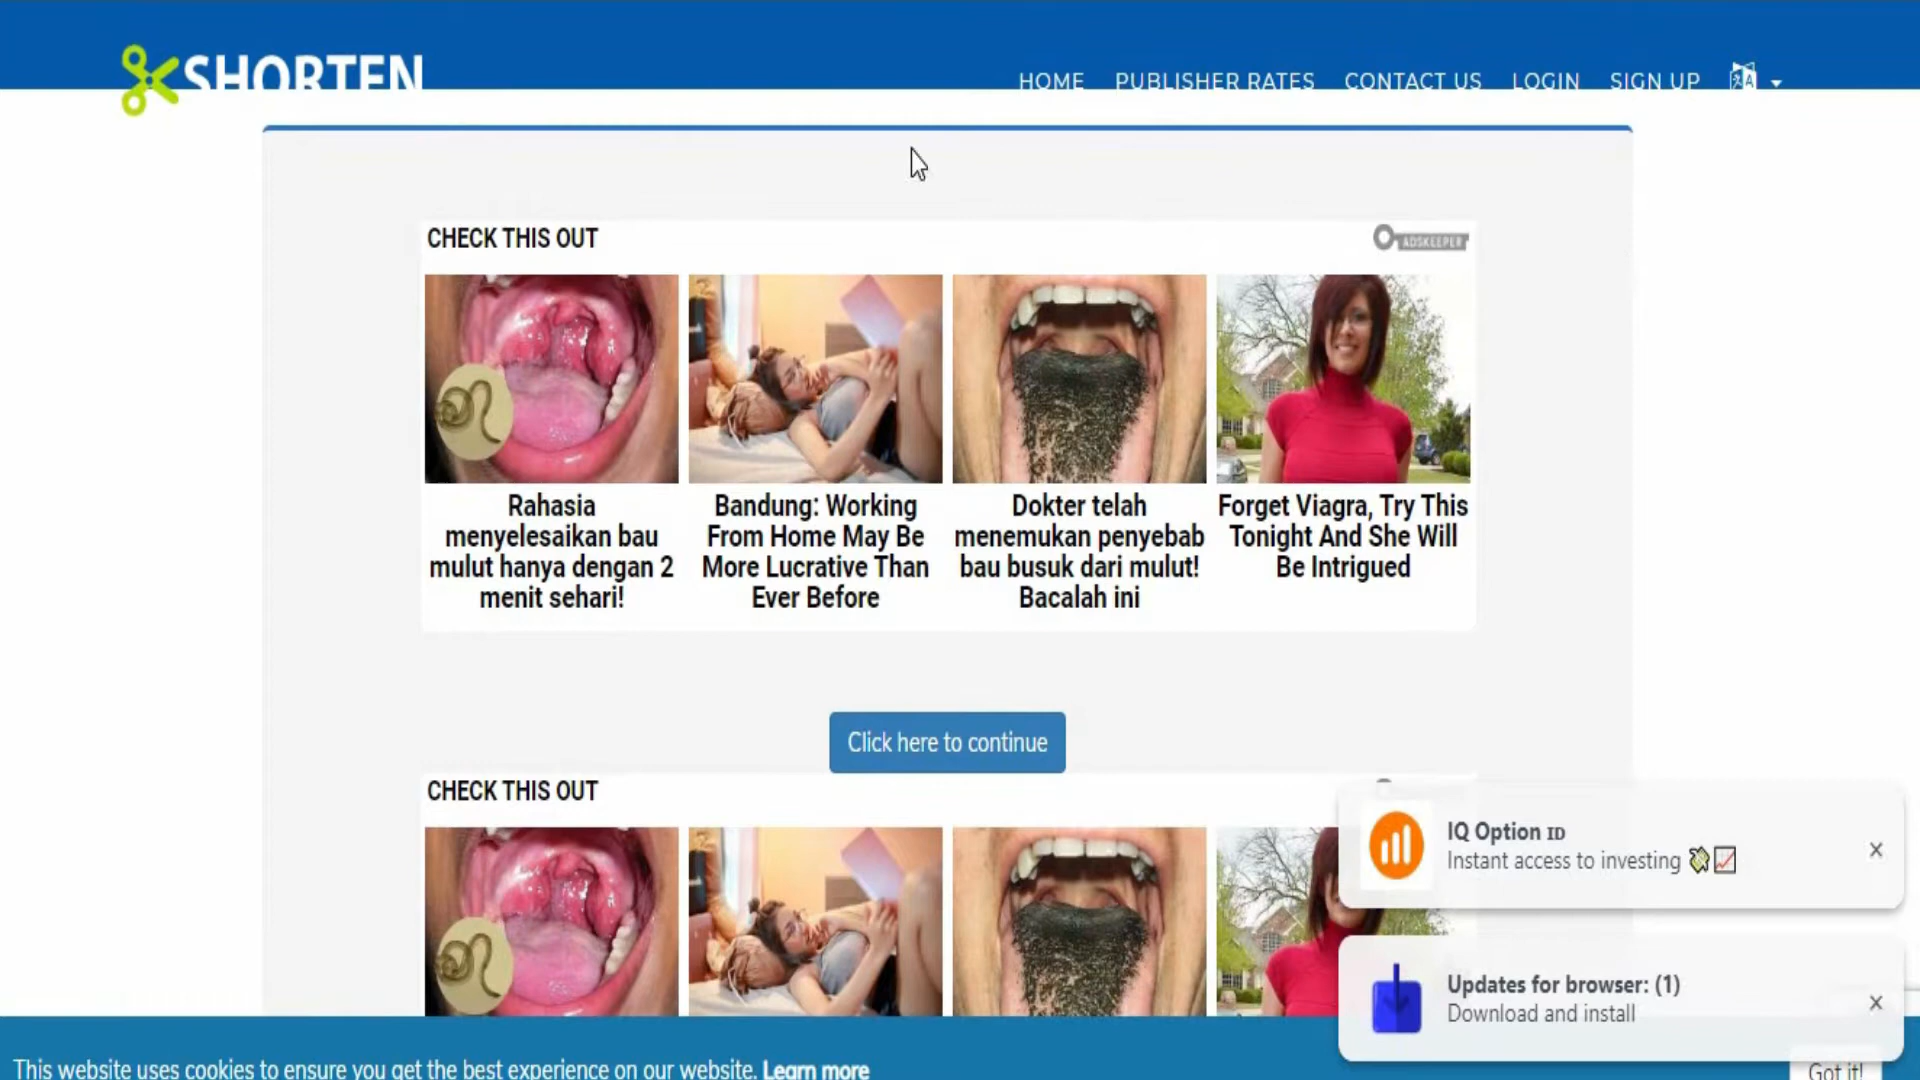 SHORTEN
HOME PUBLISHER RATES CONTACT US LOGIN SIGN UP
CHECK THIS OUT
ADSKEEPER
Rahasia
menyelesaikan bau
mulut hanya dengan 2
menit sehari!
Bandung: Working
From Home May Be
More Lucrative Than
Ever Before
Dokter telah
menemukan penyebab
bau busuk dari mulut!
Bacalah ini
Forget Viagra, Try This
Tonight And She Will
Be Intrigued
Click here to continue
CHECK THIS OUT
IQ Option ID
Instant access to investing
Updates for browser: (1)
Download and install
This website uses cookies to ensure you get the best experience on our website. Learn more
Got it!